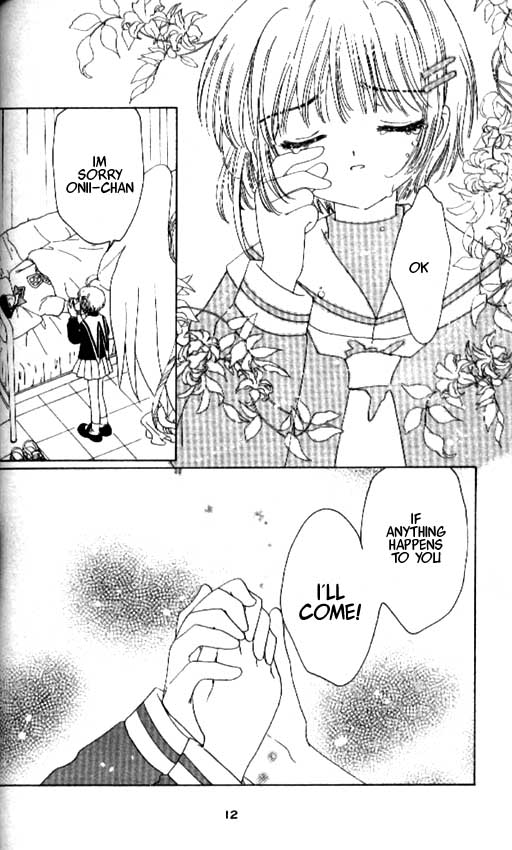 OK
IM
SORRY
ONII-CHAN
IF
ANYTHING
HAPPENS
TO YOU
I'LL
COME!
12